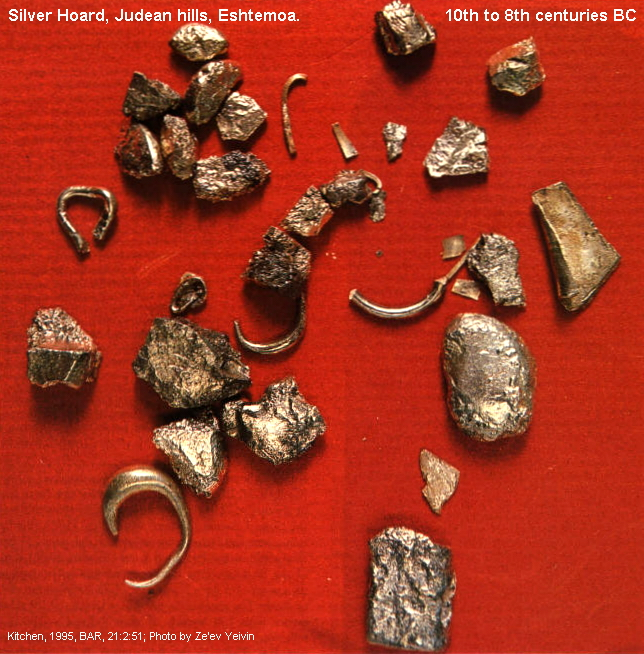 Silver Hoard, Judean hills, Eshtemoa. 10th to 8th centuries BC
Kitchen, 1995, BAR, 21:2:51; Photo by Ze'ev Yeivin